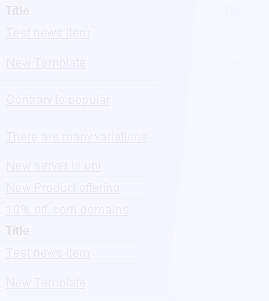 Title
Test news item
New Template
Contrary to popular
There are many variations
New server is up!
New Product offering
10% off .com domains
Title
Test news item
New Template